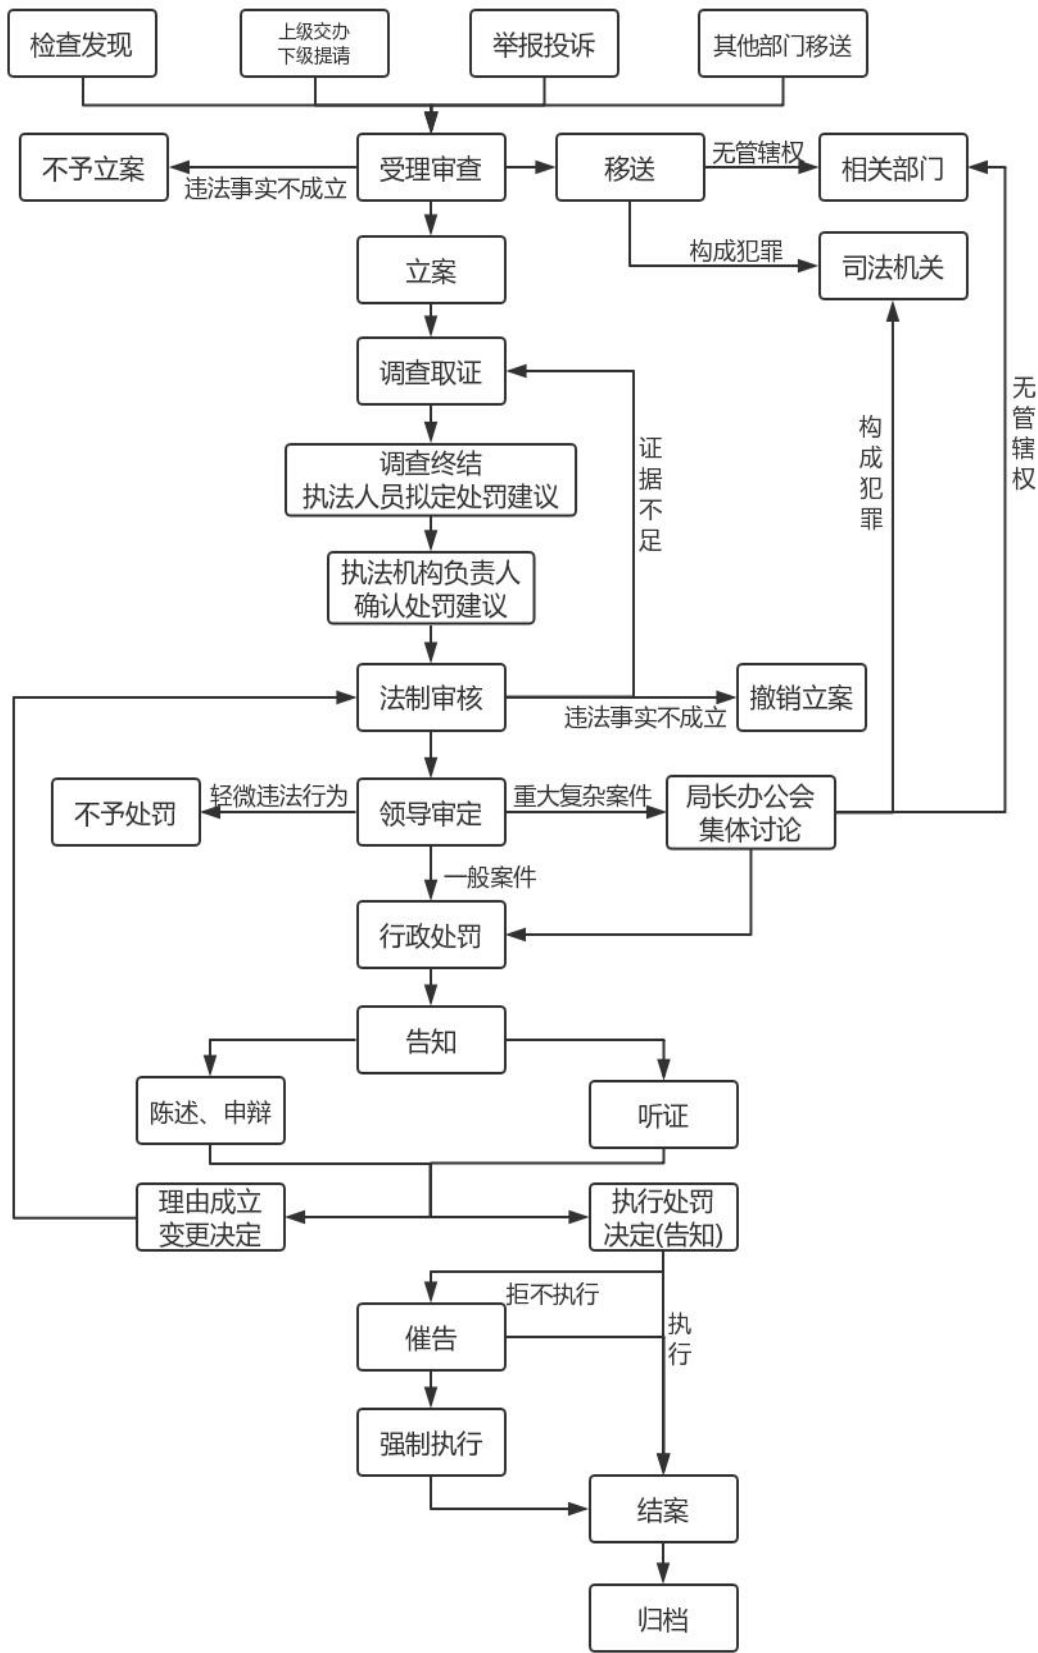 检查发现
上级交办
下级提请
举报投诉
其他部门移送
不予立案
违法事实不成立
受理审查
移送
无管辖权
相关部门
立案
构成犯罪
司法机关
调查取证
证据不足
构成犯罪
无管辖权
调查终结
执法人员拟定处罚建议
执法机构负责人
确认处罚建议
法制审核
违法事实不成立
撤销立案
不予处罚
轻微违法行为
领导审定
重大复杂案件
局长办公会
集体讨论
一般案件
行政处罚
告知
陈述、申辩
听证
理由成立
变更决定
执行处罚
决定(告知)
拒不执行
执行
催告
强制执行
结案
归档